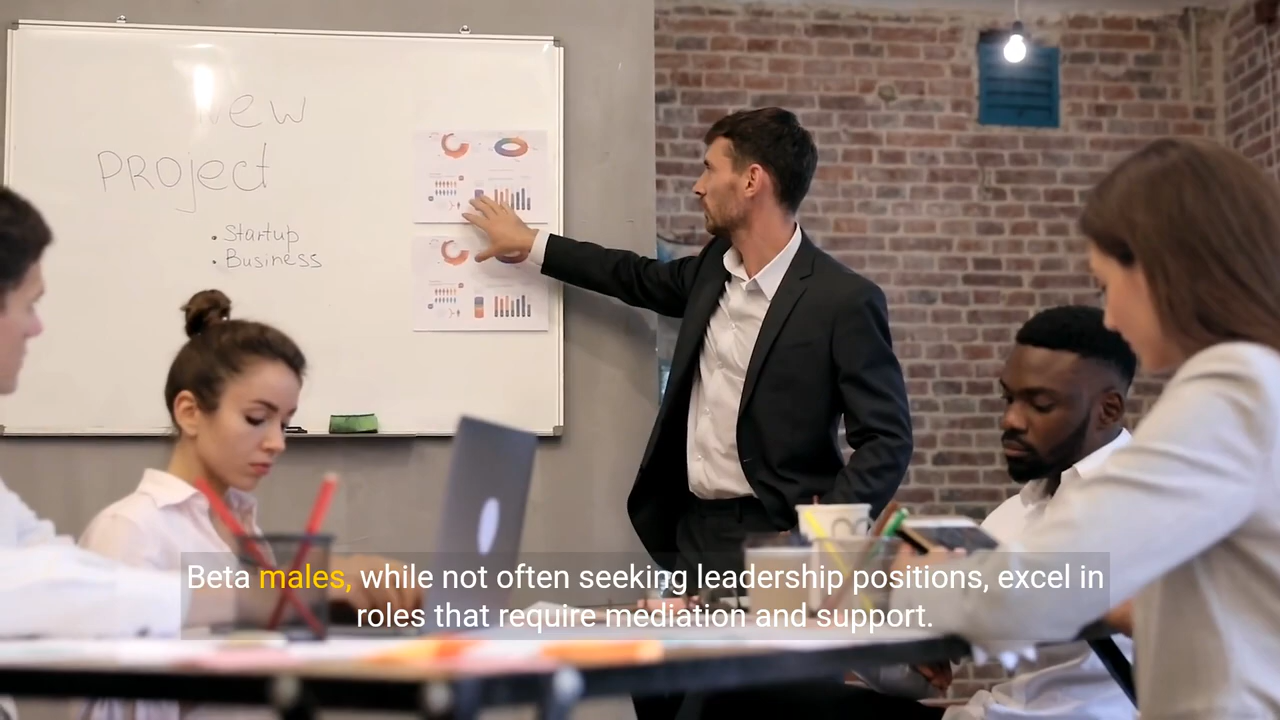 New
PROject
• Startup
• Business
Beta males, while not often seeking leadership positions, excel in
roles that require mediation and support.